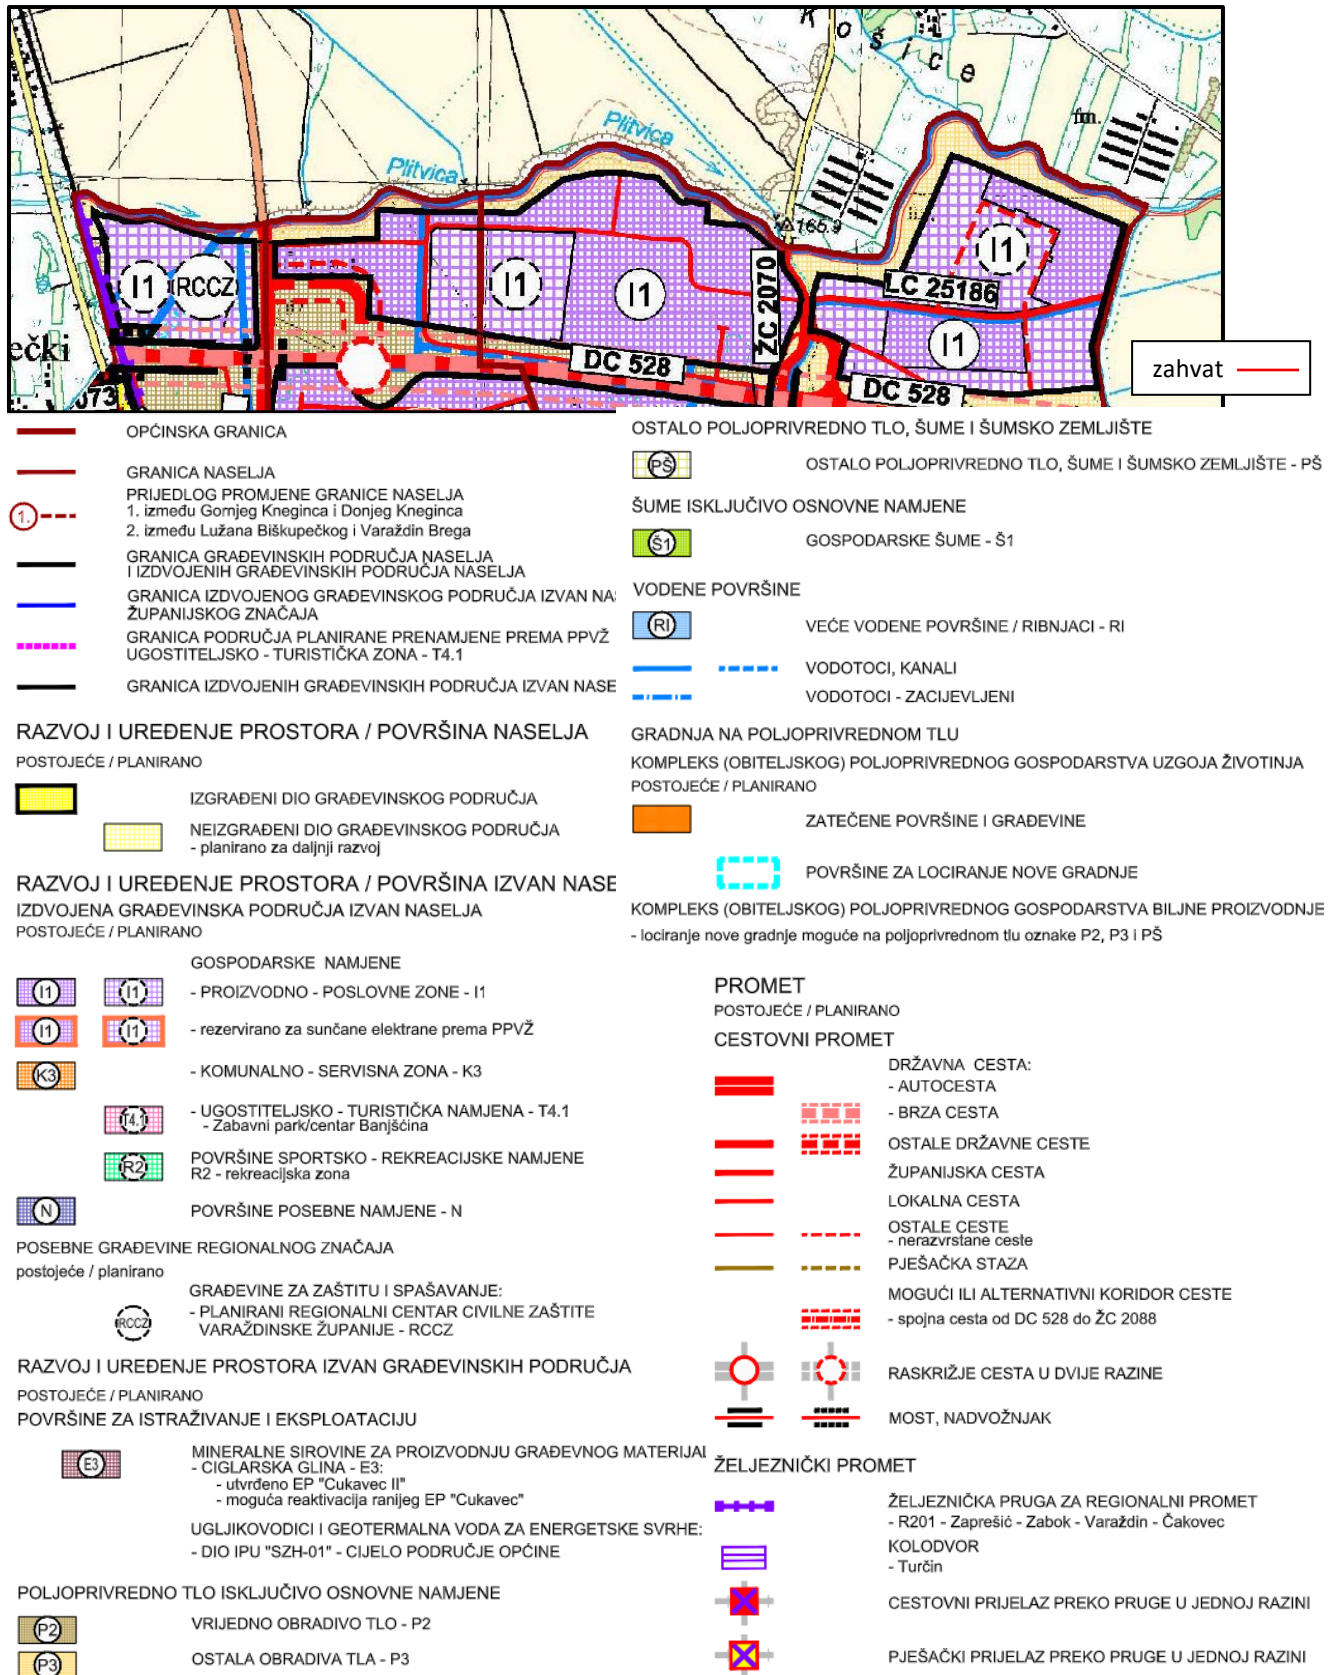 Košice
fm.
Plitvica
Plitvica
165.9
I1
RCCZ
I1
I1
I1
I1
ŽC 2070
LC 25186
DC 528
DC 528
ečki
073
zahvat
OPĆINSKA GRANICA
GRANICA NASELJA
PRIJEDLOG PROMJENE GRANICE NASELJA
1.
1. između Gornjeg Kneginca i Donjeg Kneginca
2. između Lužana Biškupečkog i Varaždin Brega
GRANICA GRAĐEVINSKIH PODRUČJA NASELJA
I IZDVOJENIH GRAĐEVINSKIH PODRUČJA NASELJA
GRANICA IZDVOJENOG GRAĐEVINSKOG PODRUČJA IZVAN NA
ŽUPANIJSKOG ZNAČAJA
GRANICA PODRUČJA PLANIRANE PRENAMJENE PREMA PPVŽ
UGOSTITELJSKO - TURISTIČKA ZONA - T4.1
GRANICA IZDVOJENIH GRAĐEVINSKIH PODRUČJA IZVAN NASE
RAZVOJ I UREĐENJE PROSTORA / POVRŠINA NASELJA
POSTOJEĆE / PLANIRANO
IZGRAĐENI DIO GRAĐEVINSKOG PODRUČJA
NEIZGRAĐENI DIO GRAĐEVINSKOG PODRUČJA
- planirano za daljnji razvoj
RAZVOJ I UREĐENJE PROSTORA / POVRŠINA IZVAN NASE
IZDVOJENA GRAĐEVINSKA PODRUČJA IZVAN NASELJA
POSTOJEĆE / PLANIRANO
GOSPODARSKE NAMJENE
I1 I1 - PROIZVODNO - POSLOVNE ZONE - I1
I1 I1 - rezervirano za sunčane elektrane prema PPVŽ
K3 - KOMUNALNO - SERVISNA ZONA - K3
T4.1 - UGOSTITELJSKO - TURISTIČKA NAMJENA - T4.1
- Zabavni park/centar Banjšćina
R2 POVRŠINE SPORTSKO - REKREACIJSKE NAMJENE
R2 - rekreacijska zona
N POVRŠINE POSEBNE NAMJENE - N
POSEBNE GRAĐEVINE REGIONALNOG ZNAČAJA
postojeće / planirano
GRAĐEVINE ZA ZAŠTITU I SPAŠAVANJE:
RCCZ - PLANIRANI REGIONALNI CENTAR CIVILNE ZAŠTITE
VARAŽDINSKE ŽUPANIJE - RCCZ
RAZVOJ I UREĐENJE PROSTORA IZVAN GRAĐEVINSKIH PODRUČJA
POSTOJEĆE / PLANIRANO
POVRŠINE ZA ISTRAŽIVANJE I EKSPLOATACIJU
MINERALNE SIROVINE ZA PROIZVODNJU GRAĐEVNOG MATERIJAL
E3 - CIGLARSKA GLINA - E3:
- utvrđeno EP "Cukavec II"
- moguća reaktivacija ranijeg EP "Cukavec"
UGLJIKOVODICI I GEOTERMALNA VODA ZA ENERGETSKE SVRHE:
- DIO IPU "SZH-01" - CIJELO PODRUČJE OPĆINE
POLJOPRIVREDNO TLO ISKLJUČIVO OSNOVNE NAMJENE
P2 VRIJEDNO OBRADIVO TLO - P2
P3 OSTALA OBRADIVA TLA - P3
OSTALO POLJOPRIVREDNO TLO, ŠUME I ŠUMSKO ZEMLJIŠTE
PŠ OSTALO POLJOPRIVREDNO TLO, ŠUME I ŠUMSKO ZEMLJIŠTE - PŠ
ŠUME ISKLJUČIVO OSNOVNE NAMJENE
Š1 GOSPODARSKE ŠUME - Š1
VODENE POVRŠINE
RI VEĆE VODENE POVRŠINE / RIBNJACI - RI
VODOTOCI, KANALI
VODOTOCI - ZACIJEVLJENI
GRADNJA NA POLJOPRIVREDNOM TLU
KOMPLEKS (OBITELJSKOG) POLJOPRIVREDNOG GOSPODARSTVA UZGOJA ŽIVOTINJA
POSTOJEĆE / PLANIRANO
ZATEČENE POVRŠINE I GRAĐEVINE
POVRŠINE ZA LOCIRANJE NOVE GRADNJE
KOMPLEKS (OBITELJSKOG) POLJOPRIVREDNOG GOSPODARSTVA BILJNE PROIZVODNJE
- lociranje nove gradnje moguće na poljoprivrednom tlu oznake P2, P3 i PŠ
PROMET
POSTOJEĆE / PLANIRANO
CESTOVNI PROMET
DRŽAVNA CESTA:
- AUTOCESTA
- BRZA CESTA
OSTALE DRŽAVNE CESTE
ŽUPANIJSKA CESTA
LOKALNA CESTA
OSTALE CESTE
- nerazvrstane ceste
PJEŠAČKA STAZA
MOGUĆI ILI ALTERNATIVNI KORIDOR CESTE
- spojna cesta od DC 528 do ŽC 2088
RASKRIŽJE CESTA U DVIJE RAZINE
MOST, NADVOŽNJAK
ŽELJEZNIČKI PROMET
ŽELJEZNIČKA PRUGA ZA REGIONALNI PROMET
- R201 - Zaprešić - Zabok - Varaždin - Čakovec
KOLODVOR
- Turčin
CESTOVNI PRIJELAZ PREKO PRUGE U JEDNOJ RAZINI
PJEŠAČKI PRIJELAZ PREKO PRUGE U JEDNOJ RAZINI